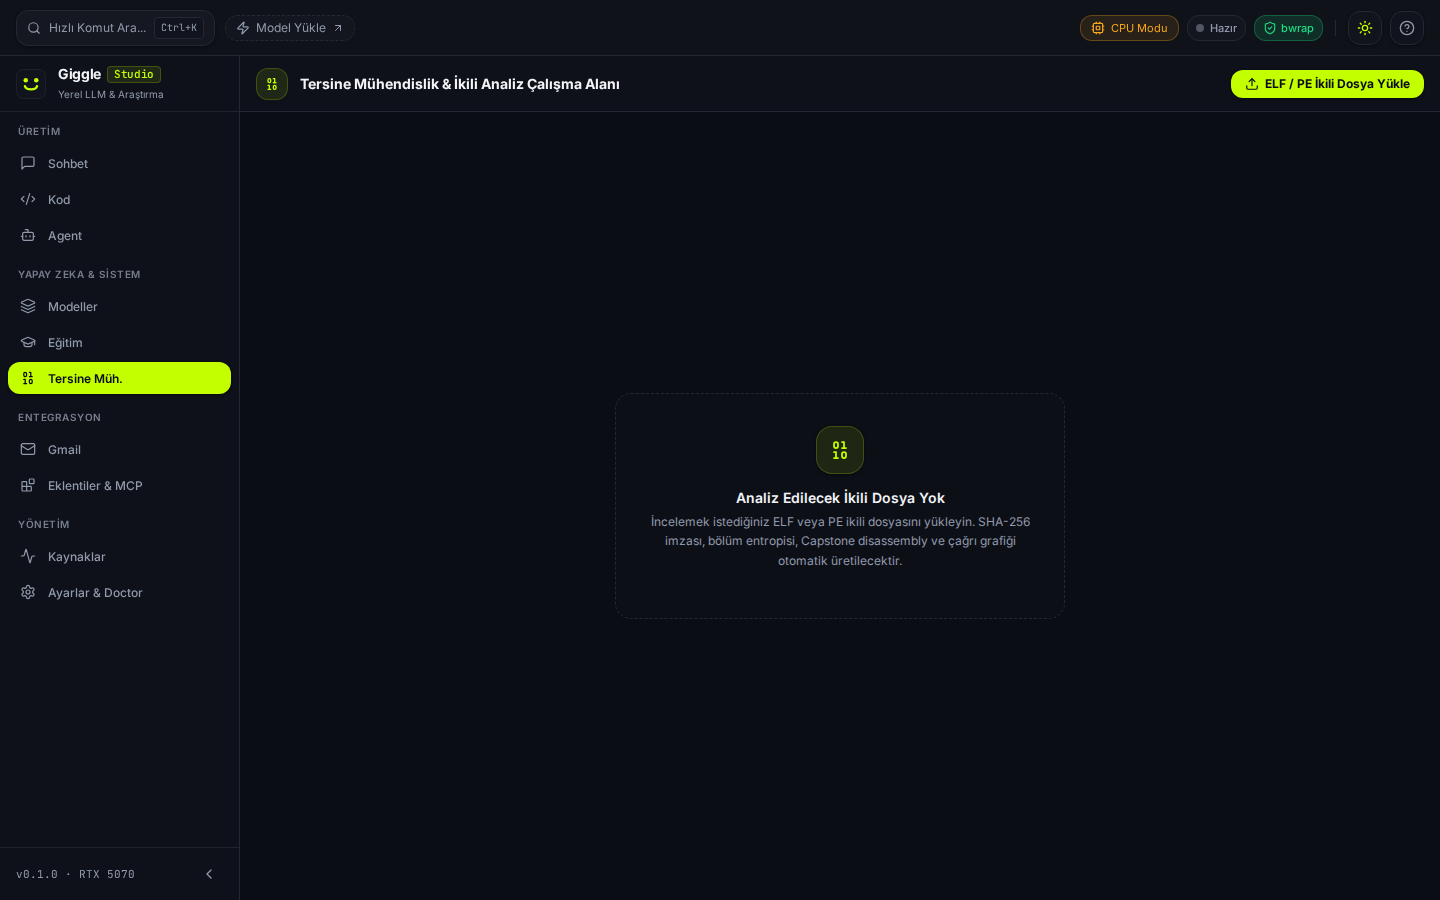 Hızlı Komut Ara... Ctrl+K
Model Yükle
CPU Modu
Hazır
bwrap
Giggle Studio
Yerel LLM & Araştırma
Tersine Mühendislik & İkili Analiz Çalışma Alanı
ELF / PE İkili Dosya Yükle
ÜRETİM
Sohbet
Kod
Agent
YAPAY ZEKA & SİSTEM
Modeller
Eğitim
Tersine Müh.
ENTEGRASYON
Gmail
Eklentiler & MCP
YÖNETİM
Kaynaklar
Ayarlar & Doctor
Analiz Edilecek İkili Dosya Yok
İncelemek istediğiniz ELF veya PE ikili dosyasını yükleyin. SHA-256
imzası, bölüm entropisi, Capstone disassembly ve çağrı grafiği
otomatik üretilecektir.
v0.1.0 · RTX 5070